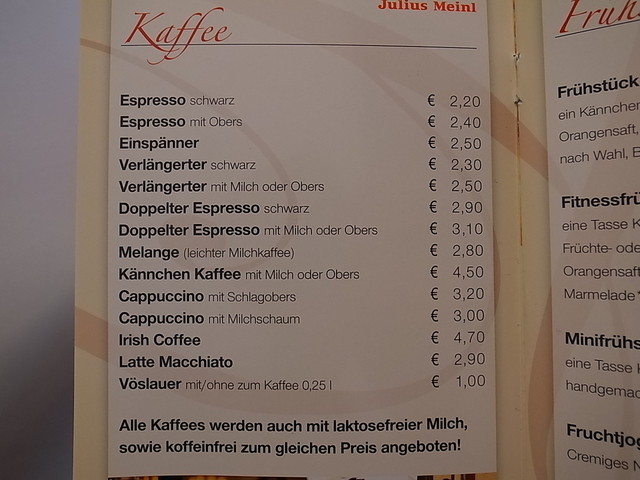 Julius Meinl
Kaffee
Espresso schwarz € 2,20
Espresso mit Obers € 2,40
Einspänner € 2,50
Verlängerter schwarz € 2,30
Verlängerter mit Milch oder Obers € 2,50
Doppelter Espresso schwarz € 2,90
Doppelter Espresso mit Milch oder Obers € 3,10
Melange (leichter Milchkaffee) € 2,80
Kännchen Kaffee mit Milch oder Obers € 4,50
Cappuccino mit Schlagobers € 3,20
Cappuccino mit Milchschaum € 3,00
Irish Coffee € 4,70
Latte Macchiato € 2,90
Vöslauer mit/ohne zum Kaffee 0,25 l € 1,00
Alle Kaffees werden auch mit laktosefreier Milch,
sowie koffeinfrei zum gleichen Preis angeboten!
Früh
Frühstück
ein Kännchen
Orangensaft,
nach Wahl, B
Fitnessfrü
eine Tasse K
Früchte- ode
Orangensaft
Marmelade*
Minifrühs
eine Tasse
handgemac
Fruchtjog
Cremiges N